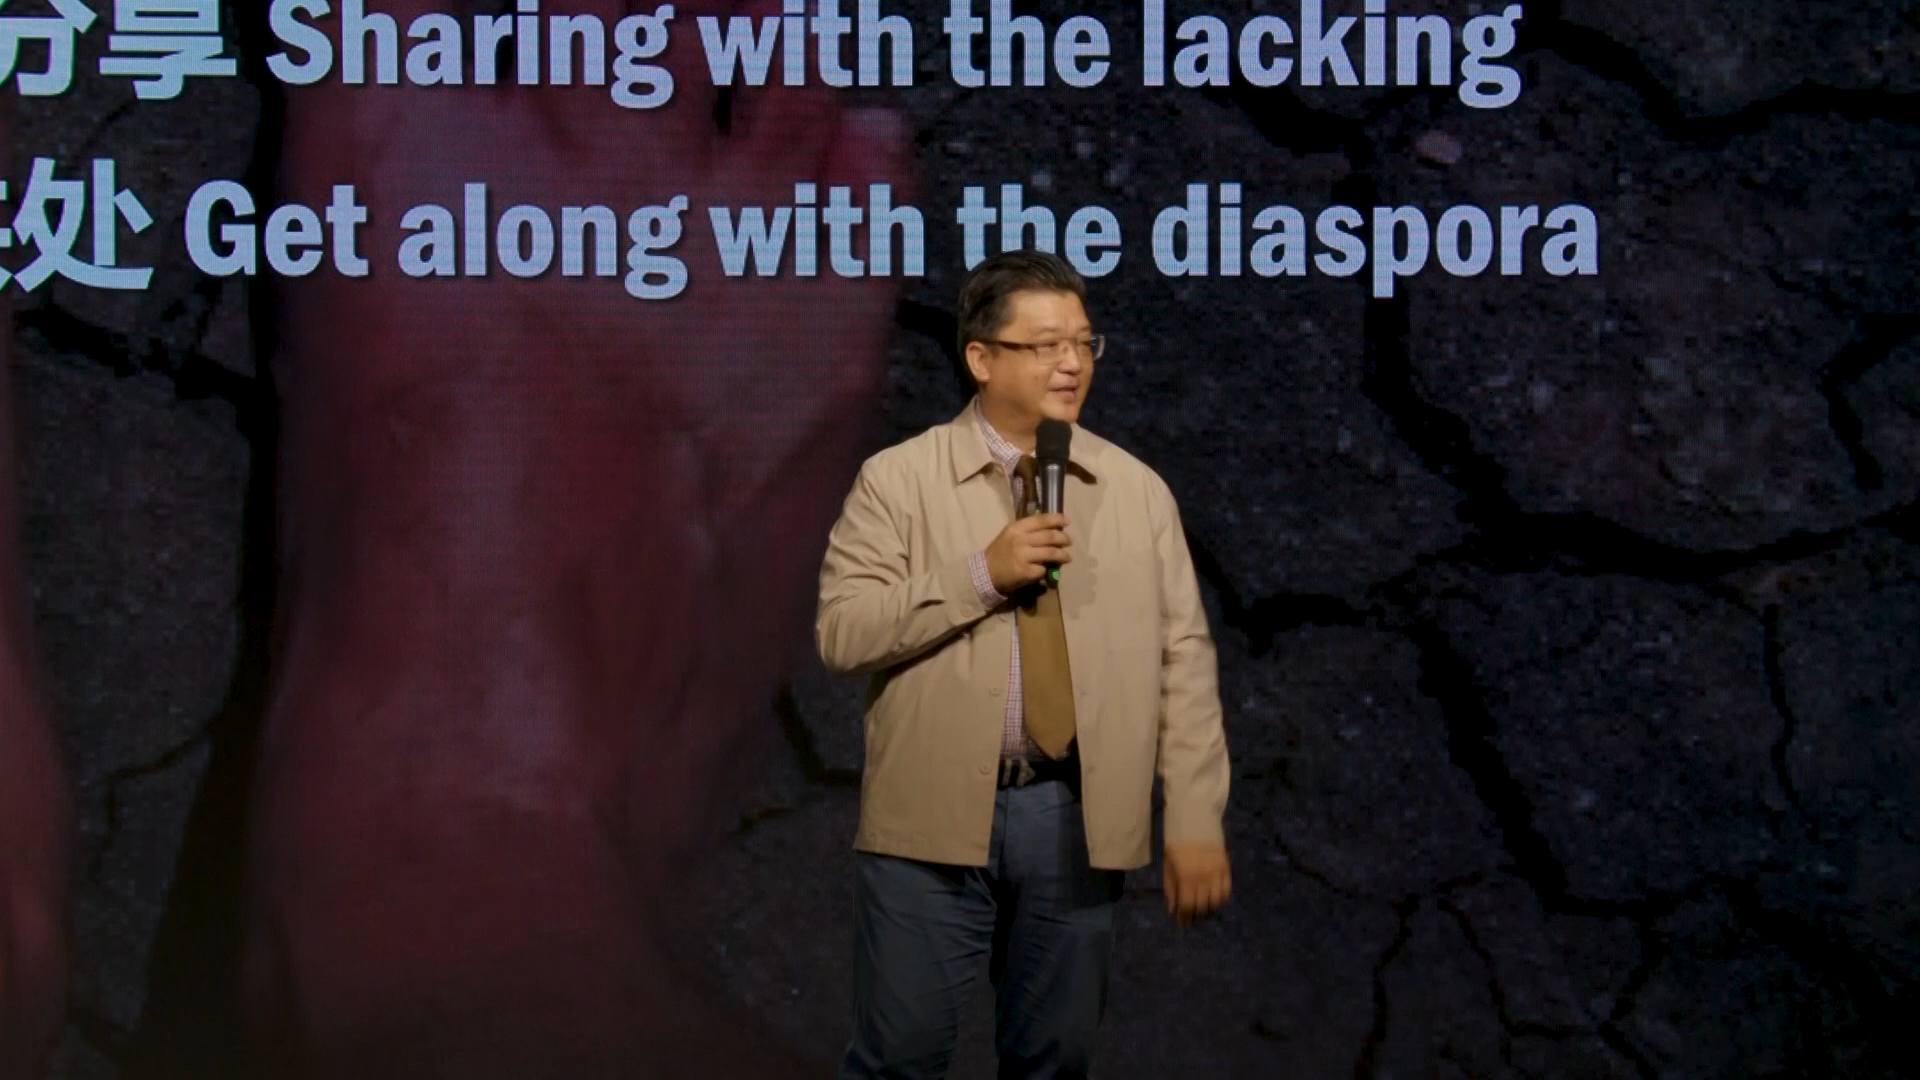 分享 Sharing with the lacking
处 Get along with the diaspora